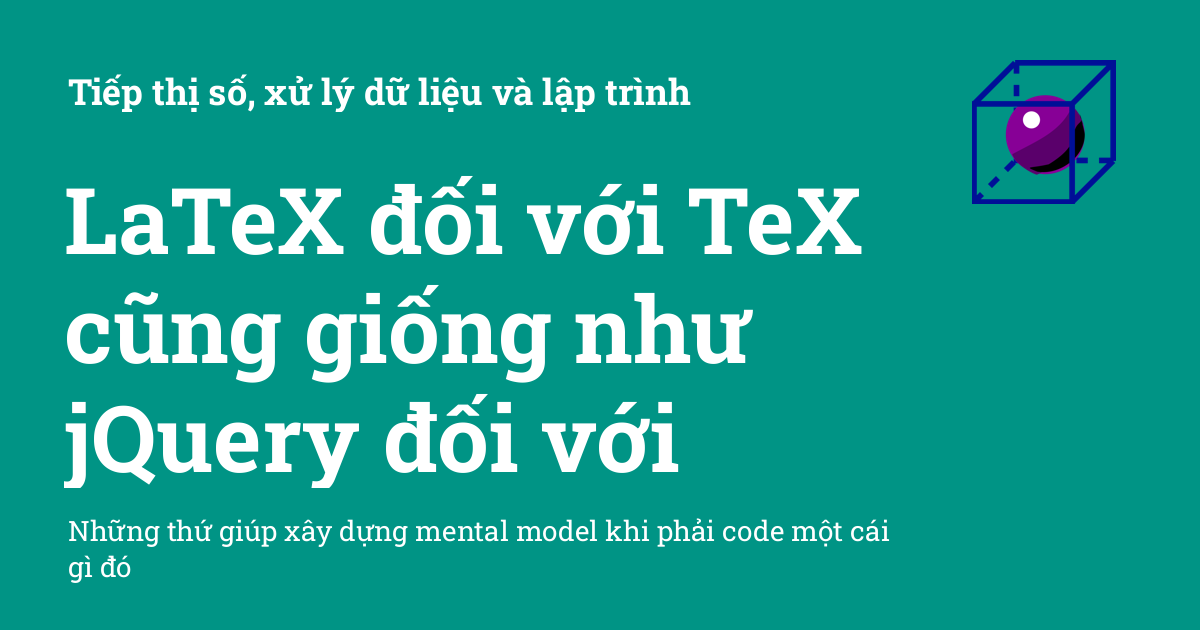 Tiếp thị số, xử lý dữ liệu và lập trình
LaTeX đối với TeX
cũng giống như
jQuery đối với
Những thứ giúp xây dựng mental model khi phải code một cái
gì đó